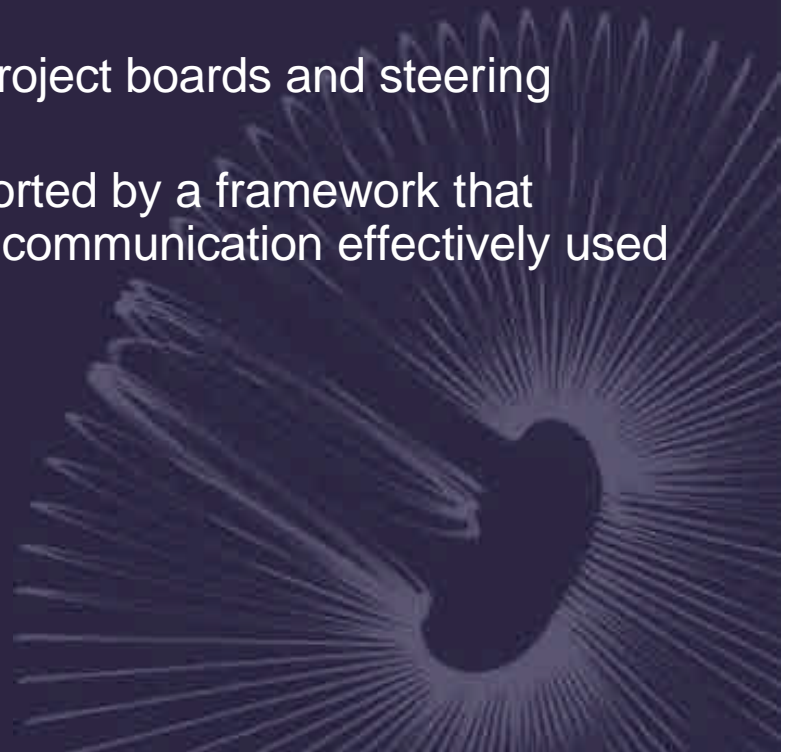 roject boards and steering
orted by a framework that
communication effectively used